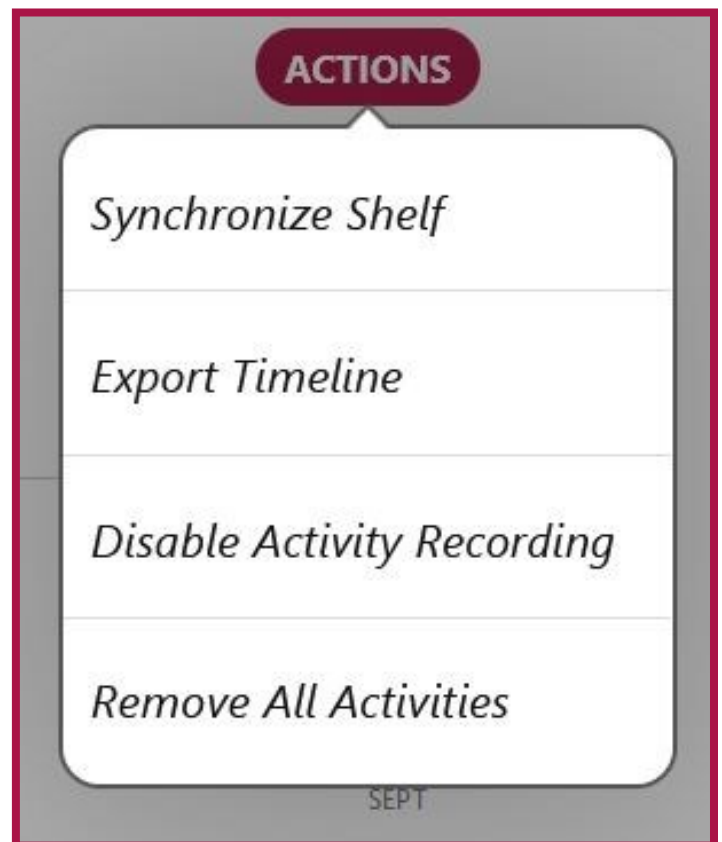 ACTIONS
Synchronize Shelf
Export Timeline
Disable Activity Recording
Remove All Activities
SEPT